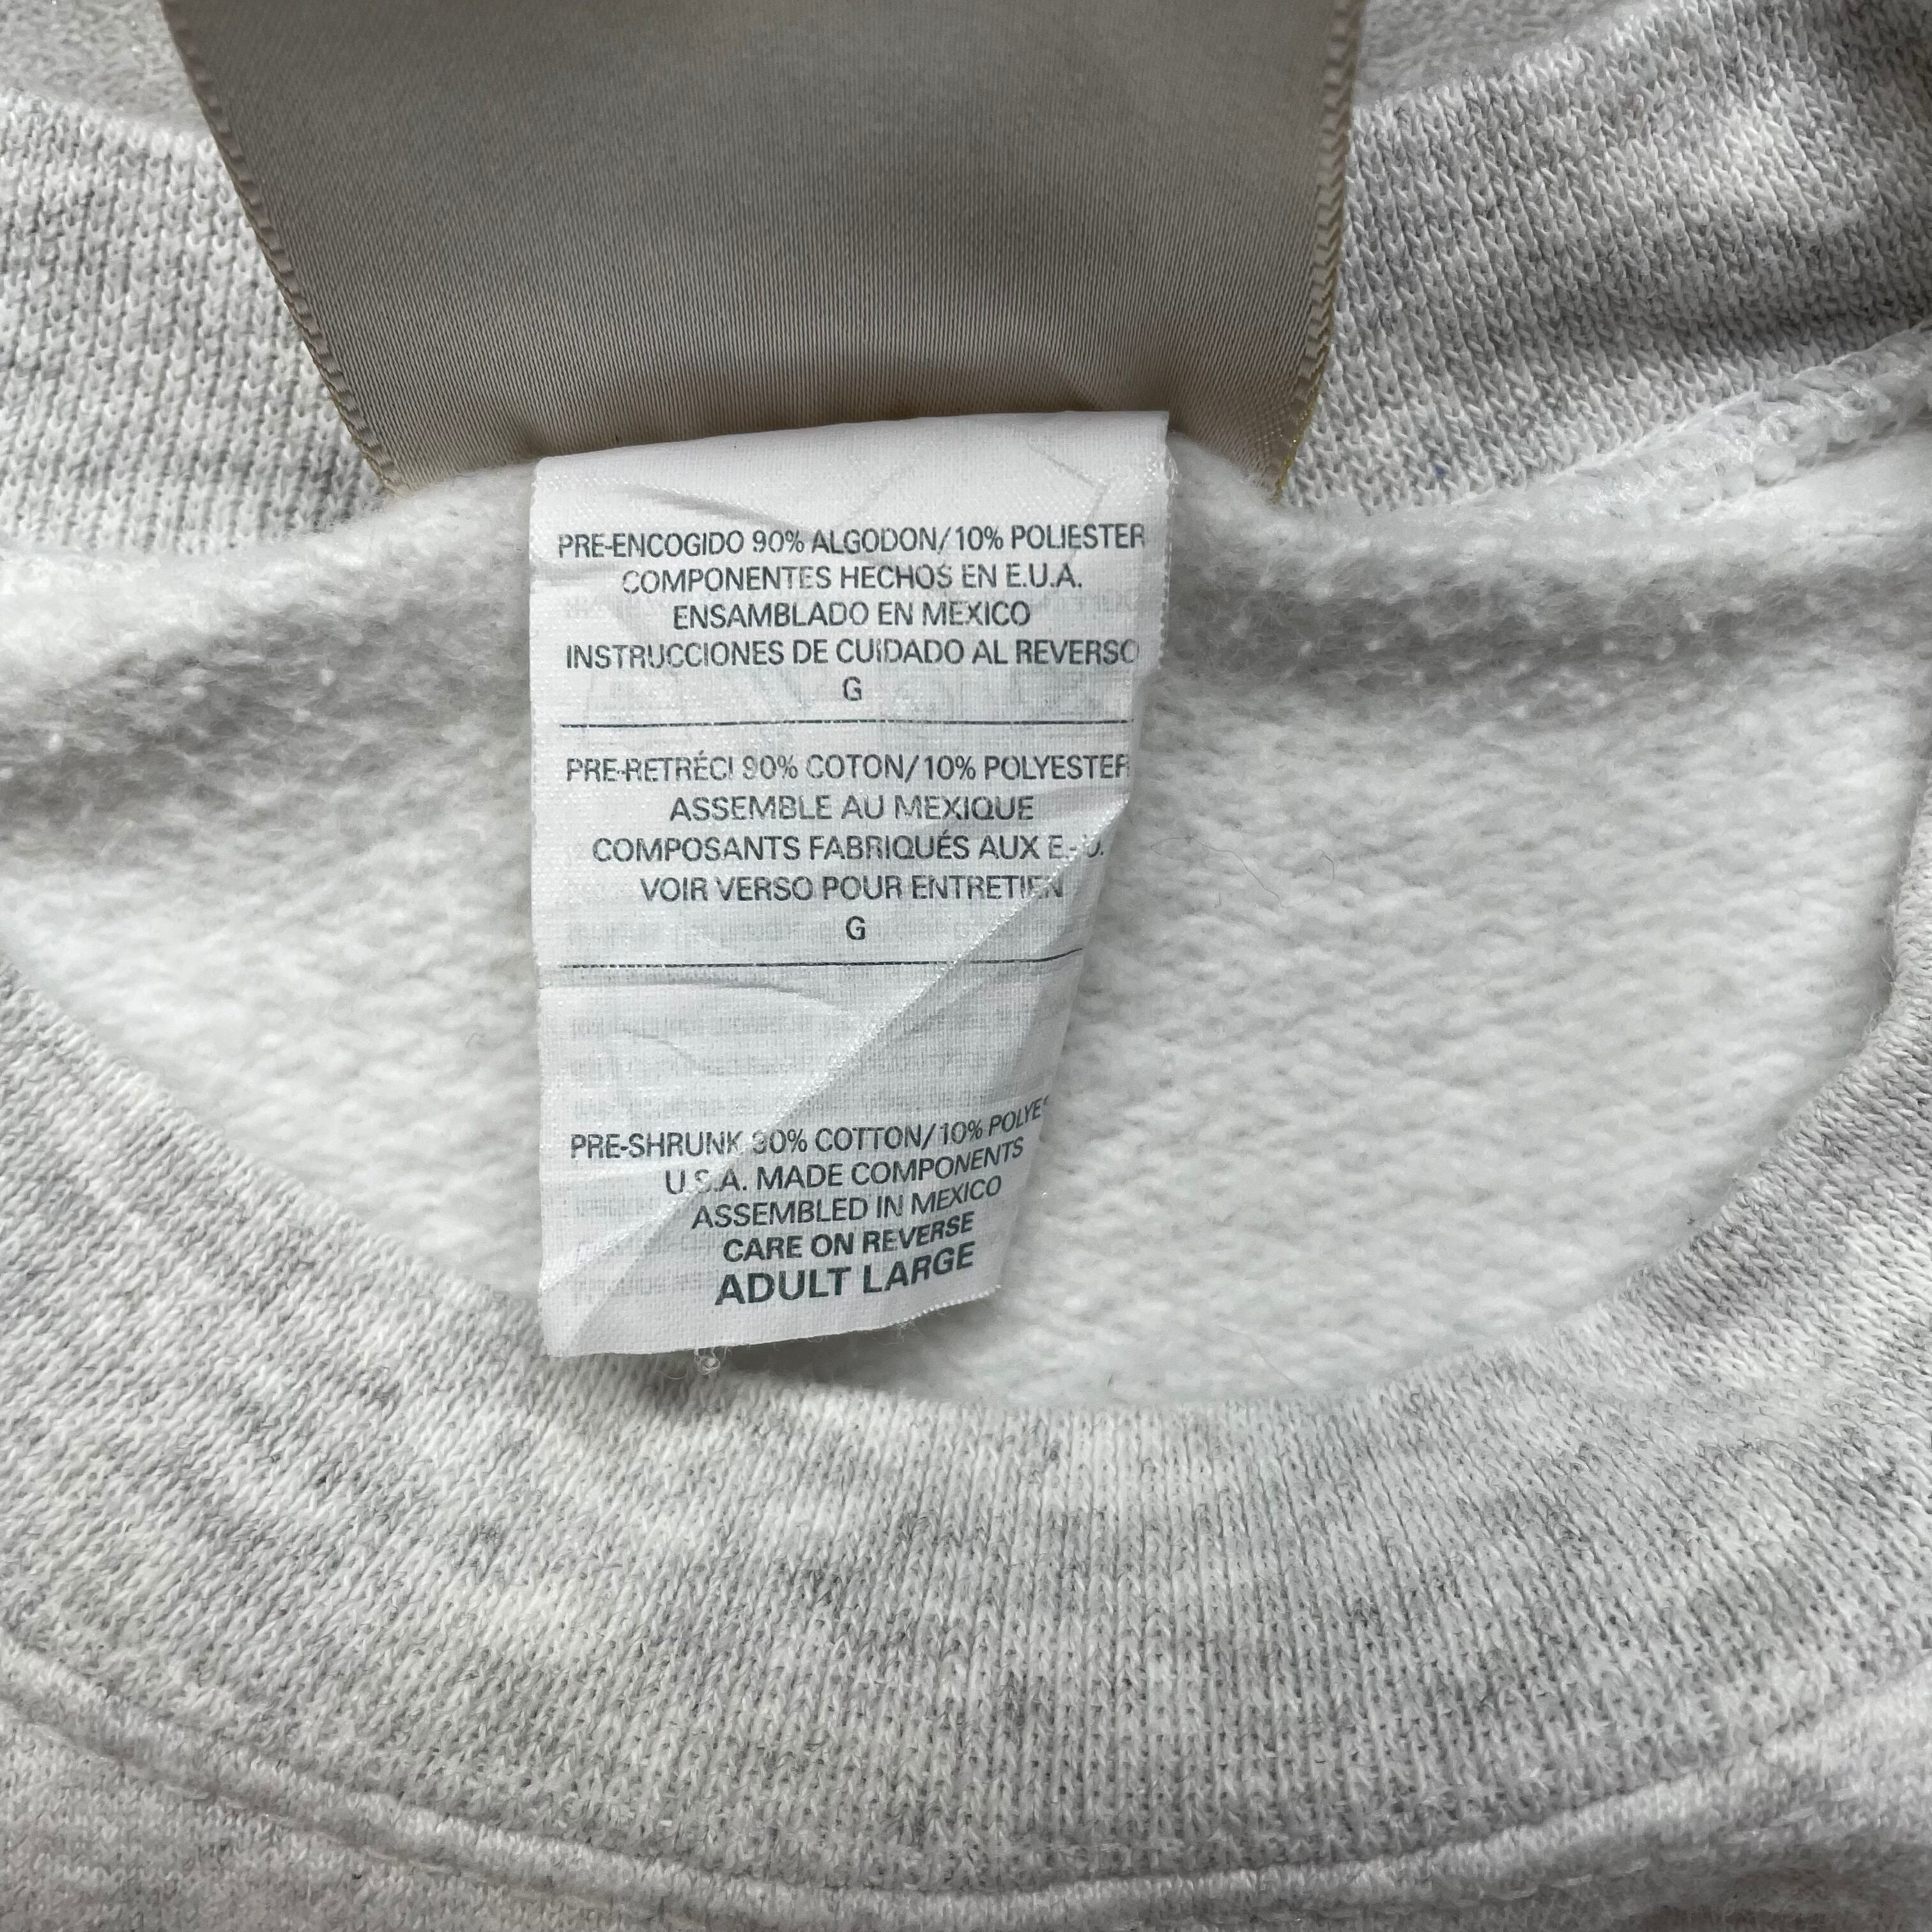 PRE-ENCOGIDO 90% ALGODON/10% POLIESTER
COMPONENTES HECHOS EN E.U.A.
ENSAMBLADO EN MEXICO
INSTRUCCIONES DE CUIDADO AL REVERSO
G
PRE-RETRÉCI 90% COTON/10% POLYESTER
ASSEMBLE AU MEXIQUE
COMPOSANTS FABRIQUÉS AUX E.-U.
VOIR VERSO POUR ENTRETIEN
G
PRE-SHRUNK 90% COTTON/10% POLYES
U.S.A. MADE COMPONENTS
ASSEMBLED IN MEXICO
CARE ON REVERSE
ADULT LARGE